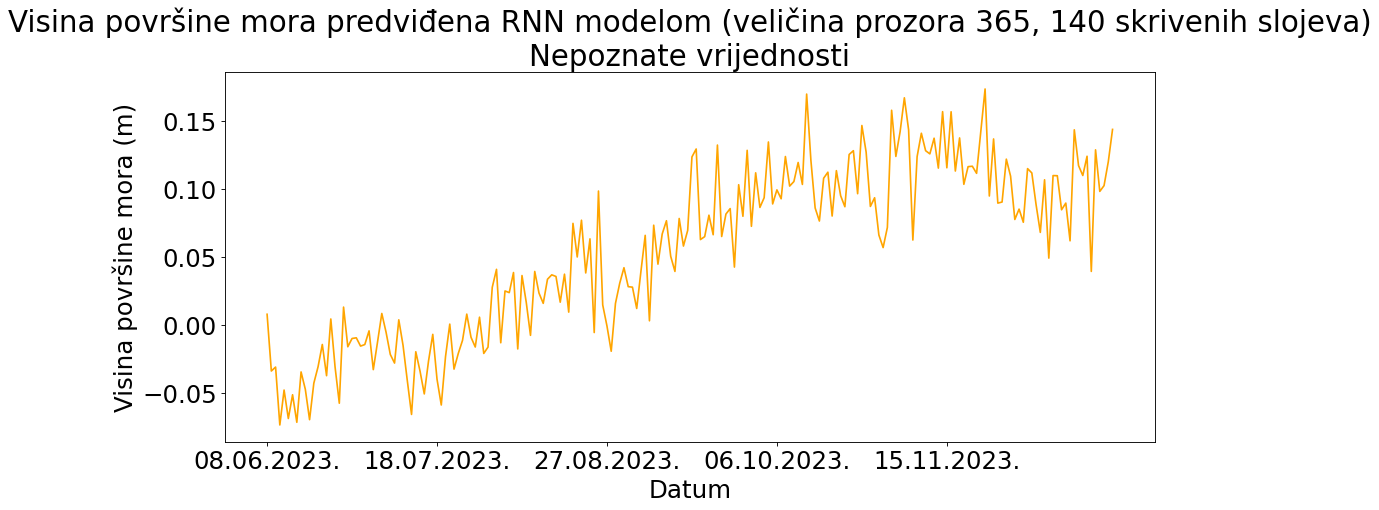 Visina površine mora predviđena RNN modelom (veličina prozora 365, 140 skrivenih slojeva)
Nepoznate vrijednosti
Visina površine mora (m)
0.15
0.10
0.05
0.00
−0.05
08.06.2023. 18.07.2023. 27.08.2023. 06.10.2023. 15.11.2023.
Datum